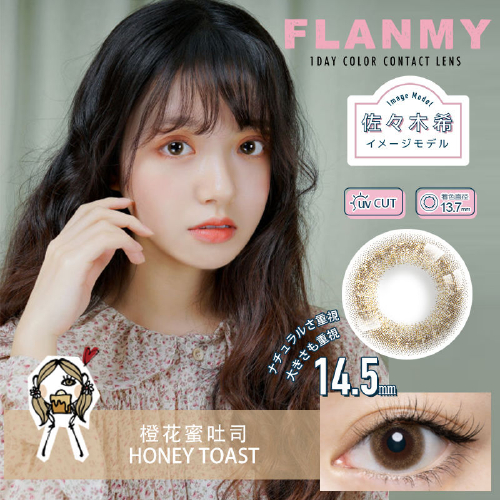 FLANMY
1DAY COLOR CONTACT LENS
Image Model
佐々木希
イメージモデル
UV CUT
着色直径
13.7mm
ナチュラルさ重視
大きさも重視
14.5mm
橙花蜜吐司
HONEY TOAST